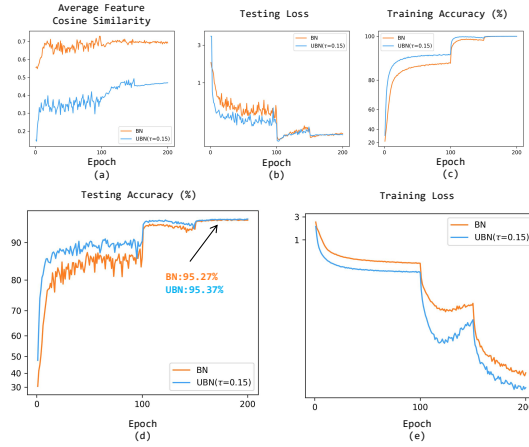 Average Feature
Cosine Similarity
0.7
0.6
0.5
0.4
0.3
0.2
BN
UBN(τ=0.15)
0
100
200
Epoch
(a)
Testing Loss
3
1
BN
UBN(τ=0.15)
0
100
200
Epoch
(b)
Training Accuracy (%)
100
80
60
40
30
20
BN
UBN(τ=0.15)
0
100
200
Epoch
(c)
Testing Accuracy (%)
90
80
70
60
50
40
30
BN:95.27%
UBN:95.37%
BN
UBN(τ=0.15)
0
100
200
Epoch
(d)
Training Loss
3
1
BN
UBN(τ=0.15)
0
100
200
Epoch
(e)